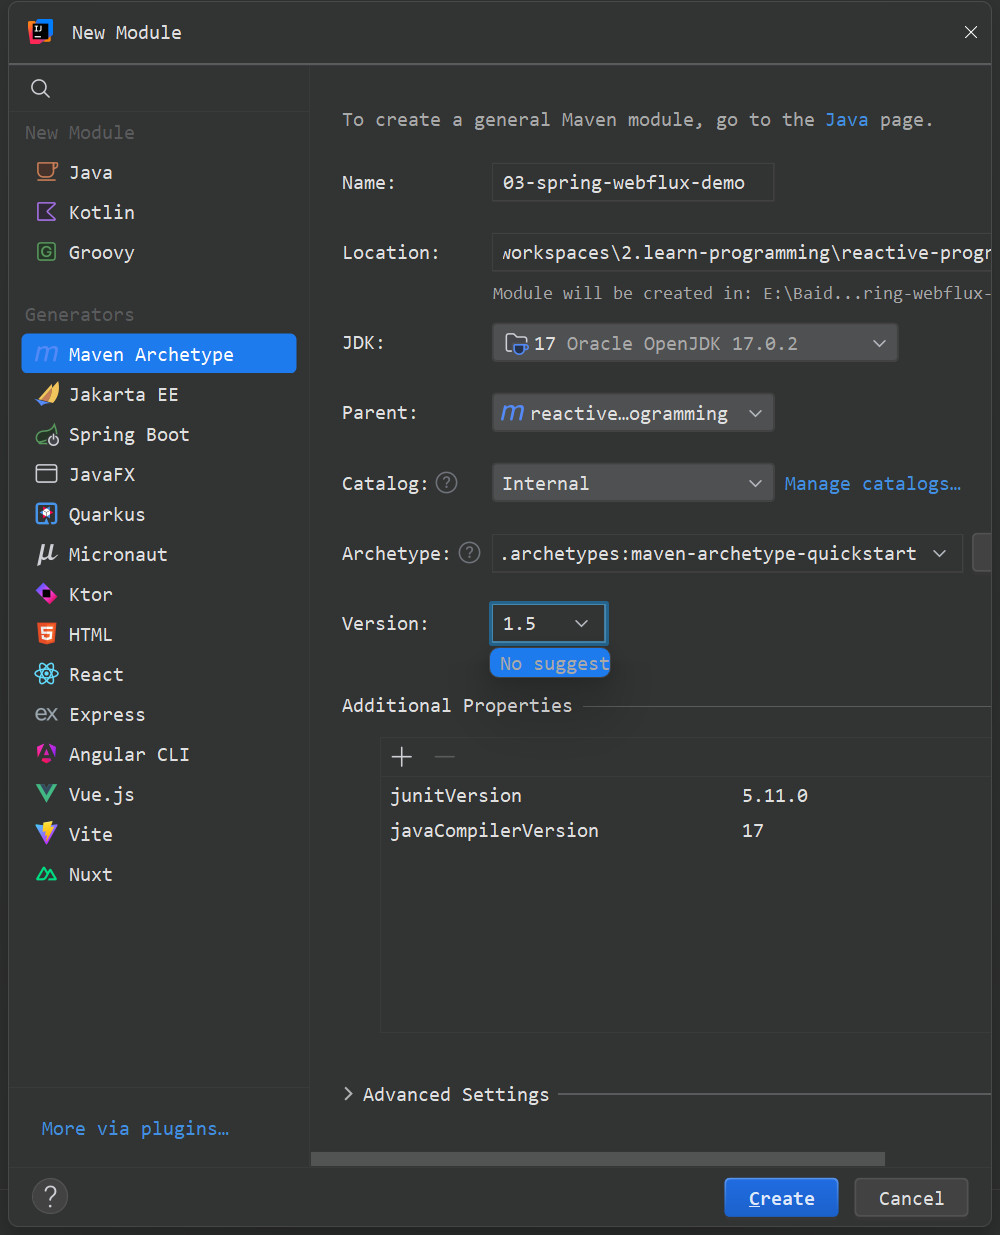 New Module
New Module
Java
Kotlin
Groovy
Generators
Maven Archetype
Jakarta EE
Spring Boot
JavaFX
Quarkus
Micronaut
Ktor
HTML
React
Express
Angular CLI
Vue.js
Vite
Nuxt
More via plugins…
To create a general Maven module, go to the Java page.
Name: 03-spring-webflux-demo
Location: workspaces\2.learn-programming\reactive-progr
Module will be created in: E:\Baid...ring-webflux-
JDK: 17 Oracle OpenJDK 17.0.2
Parent: reactive…ogramming
Catalog: Internal Manage catalogs…
Archetype: .archetypes:maven-archetype-quickstart
Version: 1.5
No suggest
Additional Properties
junitVersion 5.11.0
javaCompilerVersion 17
Advanced Settings
Create Cancel